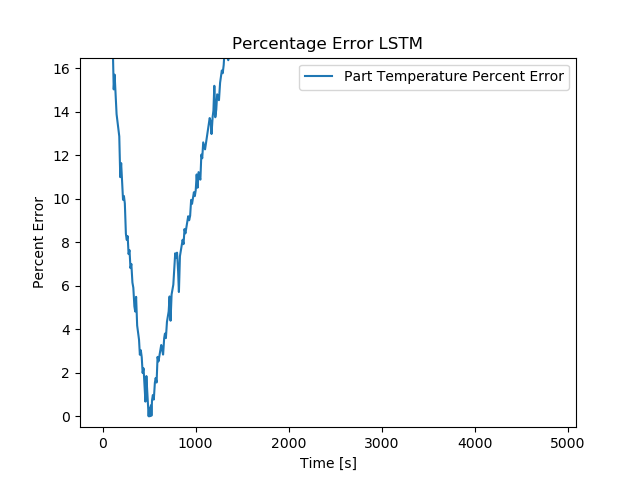 Percentage Error LSTM
Part Temperature Percent Error
16
14
12
10
8
6
4
2
0
Percent Error
0 1000 2000 3000 4000 5000
Time [s]